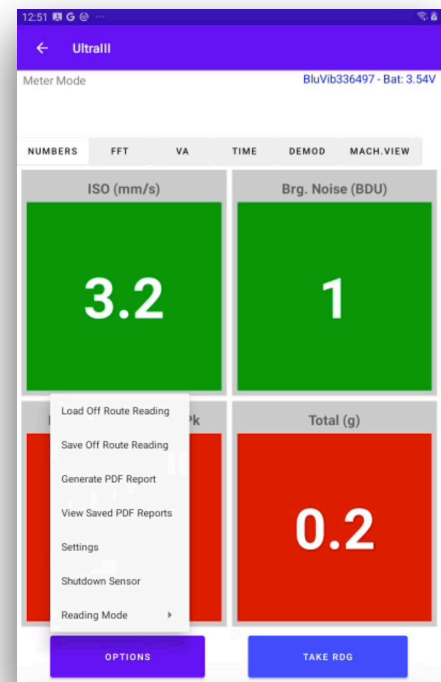 12:51 G
← UltraIII
Meter Mode
BluVib336497 - Bat: 3.54V
NUMBERS FFT VA TIME DEMOD MACH.VIEW
ISO (mm/s)
Brg. Noise (BDU)
3.2
1
Pk
Total (g)
0.2
Load Off Route Reading
Save Off Route Reading
Generate PDF Report
View Saved PDF Reports
Settings
Shutdown Sensor
Reading Mode
OPTIONS
TAKE RDG